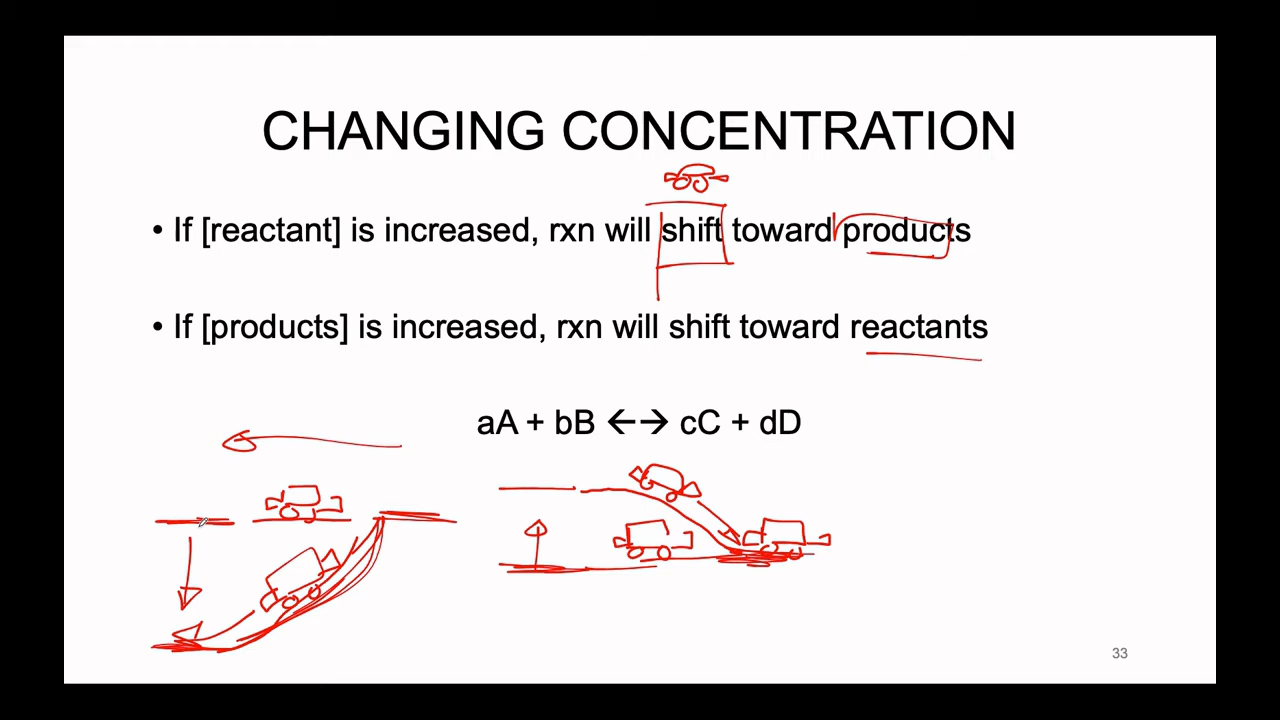 CHANGING CONCENTRATION
• If [reactant] is increased, rxn will shift toward products
• If [products] is increased, rxn will shift toward reactants
aA + bB ←→ cC + dD
33